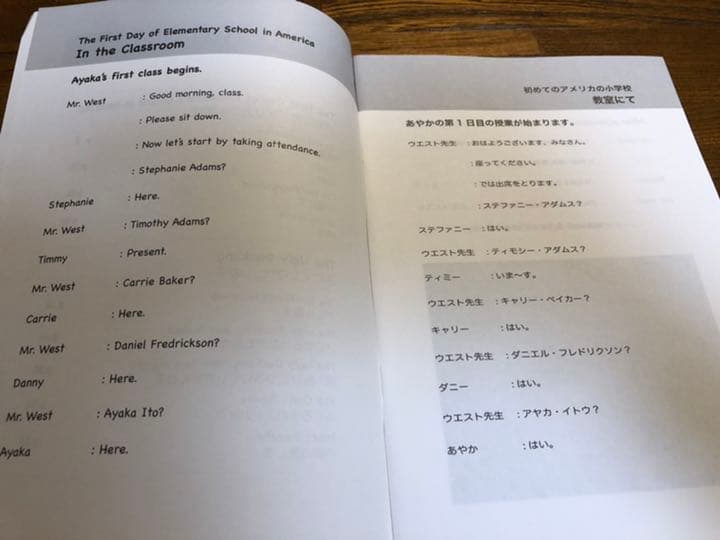 The First Day of Elementary School in America
In the Classroom
Ayaka's first class begins.
Mr. West : Good morning, class.
: Please sit down.
: Now let's start by taking attendance.
: Stephanie Adams?
Stephanie : Here.
Mr. West : Timothy Adams?
Timmy : Present.
Mr. West : Carrie Baker?
Carrie : Here.
Mr. West : Daniel Fredrickson?
Danny : Here.
Mr. West : Ayaka Ito?
Ayaka : Here.
初めてのアメリカの小学校
教室にて
あやかの第1日目の授業が始まります。
ウエスト先生 : おはようございます、みなさん。
: 座ってください。
: では出席をとります。
: ステファニー・アダムス?
ステファニー : はい。
ウエスト先生 : ティモシー・アダムス?
ティミー : いま〜す。
ウエスト先生 : キャリー・ベイカー?
キャリー : はい。
ウエスト先生 : ダニエル・フレドリクソン?
ダニー : はい。
ウエスト先生 : アヤカ・イトウ?
あやか : はい。